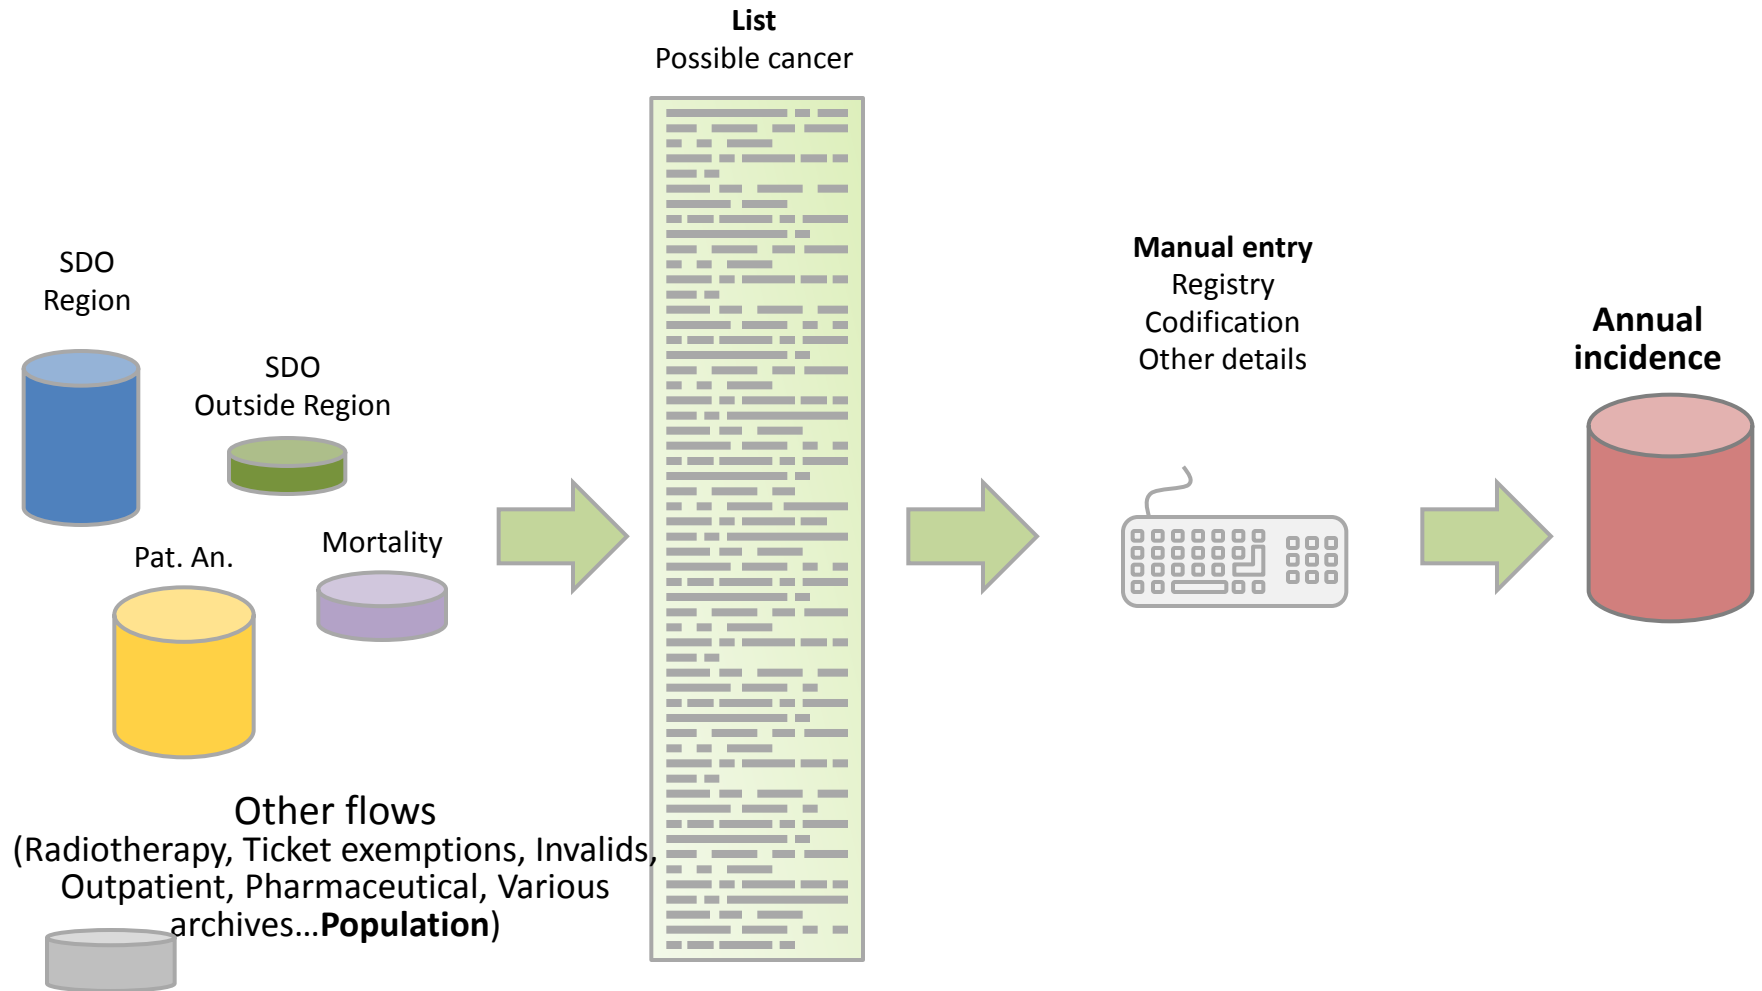 List
Possible cancer
SDO
Region
SDO
Outside Region
Pat. An.
Mortality
Other flows
(Radiotherapy, Ticket exemptions, Invalids,
Outpatient, Pharmaceutical, Various
archives...Population)
Manual entry
Registry
Codification
Other details
Annual
incidence